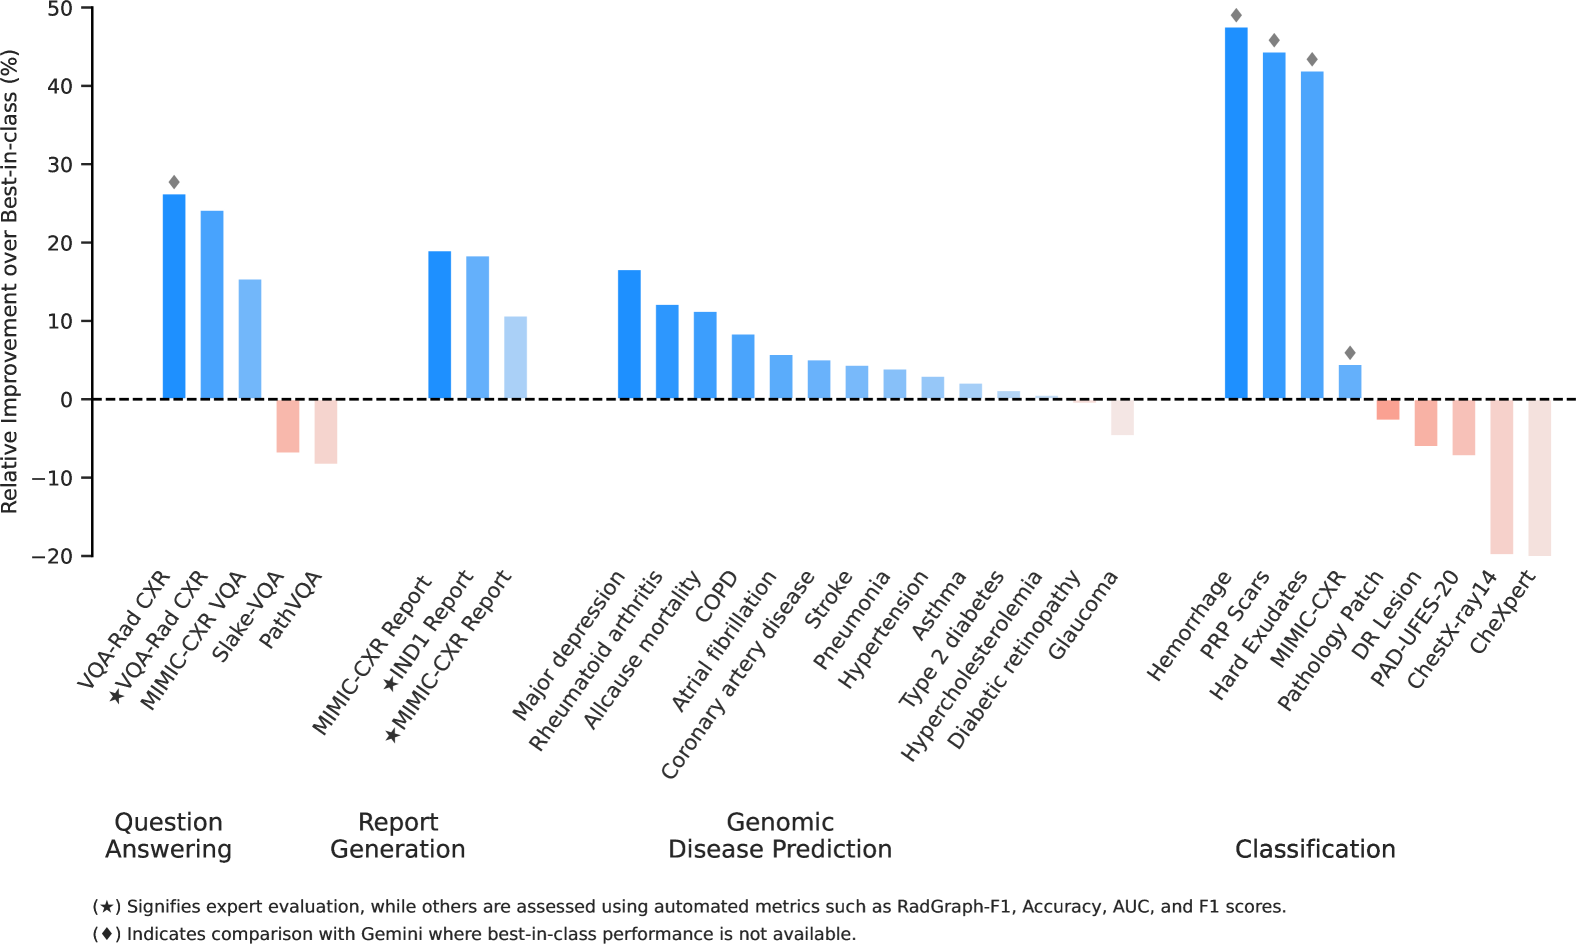 Relative Improvement over Best-in-class (%)
50
40
30
20
10
0
−10
−20
VQA-Rad CXR
★VQA-Rad CXR
MIMIC-CXR VQA
Slake-VQA
PathVQA
MIMIC-CXR Report
★IND1 Report
★MIMIC-CXR Report
Major depression
Rheumatoid arthritis
Allcause mortality
COPD
Atrial fibrillation
Coronary artery disease
Stroke
Pneumonia
Hypertension
Asthma
Type 2 diabetes
Hypercholesterolemia
Diabetic retinopathy
Glaucoma
Hemorrhage
PRP Scars
Hard Exudates
MIMIC-CXR
Pathology Patch
DR Lesion
PAD-UFES-20
ChestX-ray14
CheXpert
Question
Answering
Report
Generation
Genomic
Disease Prediction
Classification
(★) Signifies expert evaluation, while others are assessed using automated metrics such as RadGraph-F1, Accuracy, AUC, and F1 scores.
(♦) Indicates comparison with Gemini where best-in-class performance is not available.